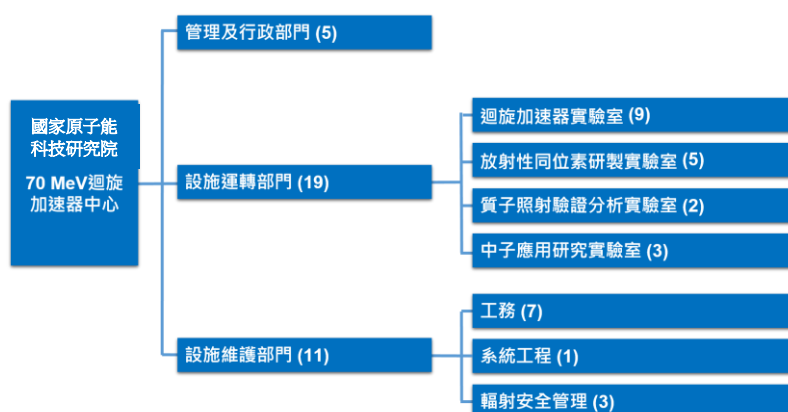 國家原子能
科技研究院
70 MeV迴旋
加速器中心
管理及行政部門 (5)
設施運轉部門 (19)
迴旋加速器實驗室 (9)
放射性同位素研製實驗室 (5)
質子照射驗證分析實驗室 (2)
中子應用研究實驗室 (3)
設施維護部門 (11)
工務 (7)
系統工程 (1)
輻射安全管理 (3)